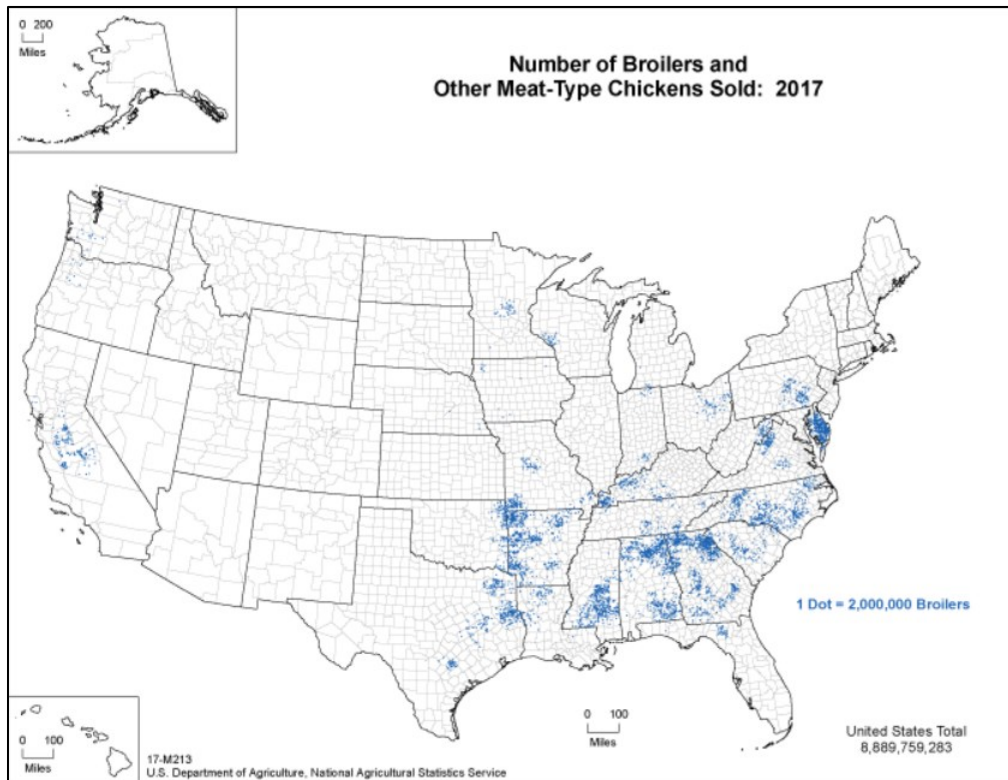 0 200
Miles
Number of Broilers and
Other Meat-Type Chickens Sold: 2017
1 Dot = 2,000,000 Broilers
0 100
Miles
0 100
Miles
United States Total
8,889,759,283
17-M213
U.S. Department of Agriculture, National Agricultural Statistics Service